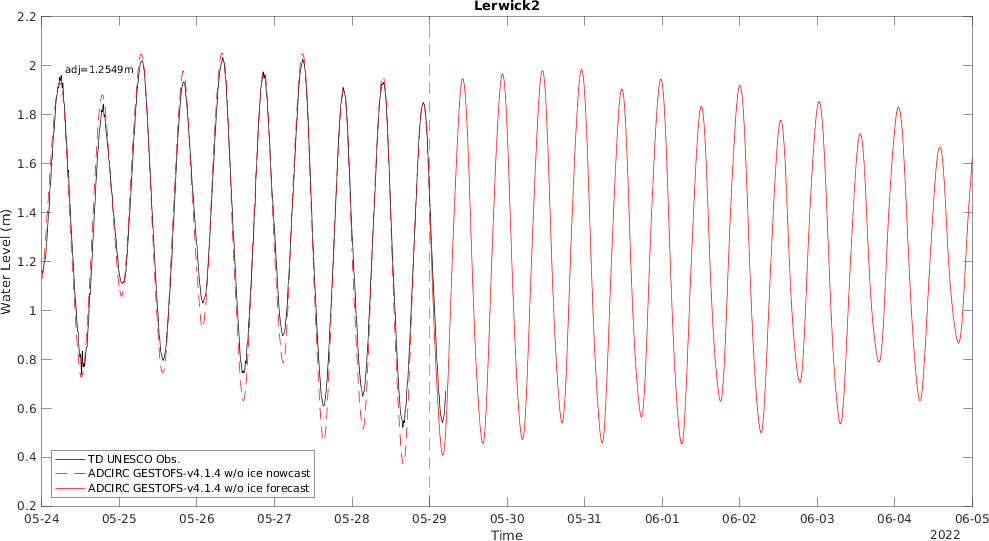 Lerwick2
2.2
2
1.8
1.6
1.4
1.2
1
0.8
0.6
0.4
0.2
Water Level (m)
adj=1.2549m
TD UNESCO Obs.
ADCIRC GESTOFS-v4.1.4 w/o ice nowcast
ADCIRC GESTOFS-v4.1.4 w/o ice forecast
05-24 05-25 05-26 05-27 05-28 05-29 05-30 05-31 06-01 06-02 06-03 06-04 06-05
Time
2022